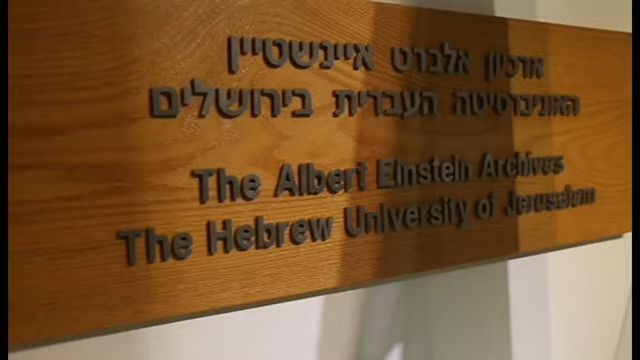 ארכיון אלברט איינשטיין
האוניברסיטה העברית בירושלים
The Albert Einstein Archives
The Hebrew University of Jerusalem